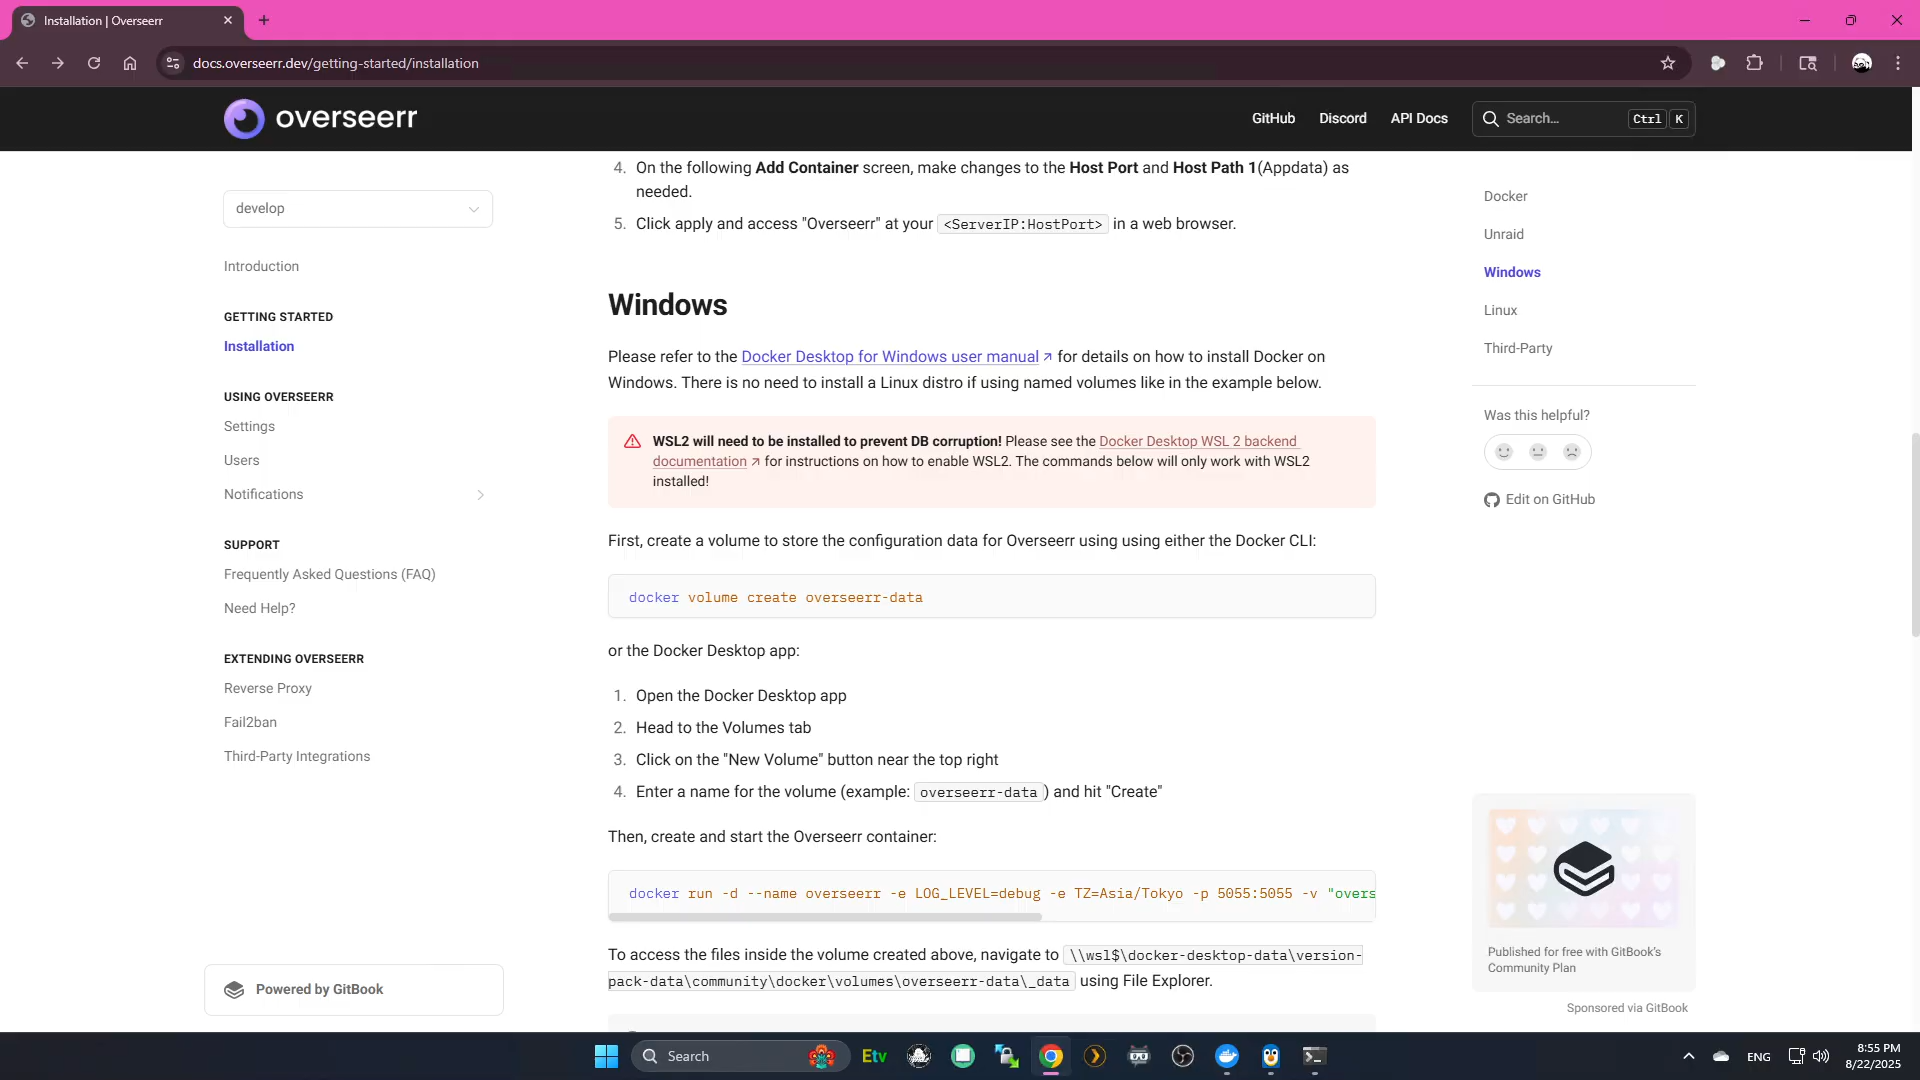 Installation | Overseerr
docs.overseerr.dev/getting-started/installation
overseerr
GitHub
Discord
API Docs
Search...
Ctrl
K
develop
Introduction
GETTING STARTED
Installation
USING OVERSEERR
Settings
Users
Notifications
SUPPORT
Frequently Asked Questions (FAQ)
Need Help?
EXTENDING OVERSEERR
Reverse Proxy
Fail2ban
Third-Party Integrations
Powered by GitBook
4. On the following Add Container screen, make changes to the Host Port and Host Path 1(Appdata) as
needed.
5. Click apply and access "Overseerr" at your <ServerIP:HostPort> in a web browser.
Windows
Please refer to the Docker Desktop for Windows user manual for details on how to install Docker on
Windows. There is no need to install a Linux distro if using named volumes like in the example below.
WSL2 will need to be installed to prevent DB corruption! Please see the Docker Desktop WSL 2 backend
documentation for instructions on how to enable WSL2. The commands below will only work with WSL2
installed!
First, create a volume to store the configuration data for Overseerr using using either the Docker CLI:
docker volume create overseerr-data
or the Docker Desktop app:
1. Open the Docker Desktop app
2. Head to the Volumes tab
3. Click on the "New Volume" button near the top right
4. Enter a name for the volume (example: overseerr-data) and hit "Create"
Then, create and start the Overseerr container:
docker run -d --name overseerr -e LOG_LEVEL=debug -e TZ=Asia/Tokyo -p 5055:5055 -v "overs
To access the files inside the volume created above, navigate to \\wsl$\docker-desktop-data\version-
pack-data\community\docker\volumes\overseerr-data\_data using File Explorer.
Docker
Unraid
Windows
Linux
Third-Party
Was this helpful?
Edit on GitHub
Published for free with GitBook's
Community Plan
Sponsored via GitBook
Search
Etv
ENG
8:55 PM
8/22/2025